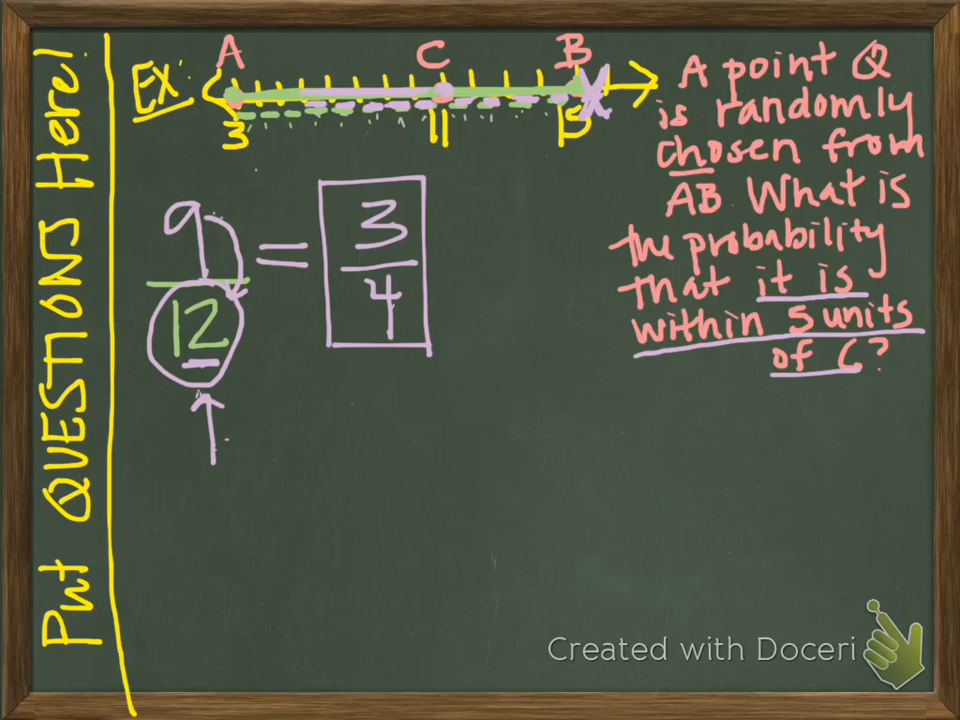 Put QUESTIONS Here!
EX:
A C B
3 11 15
9
12
=
3
4
A point Q
is randomly
chosen from
AB. What is
the probability
that it is
within 5 units
of C?
Created with Doceri